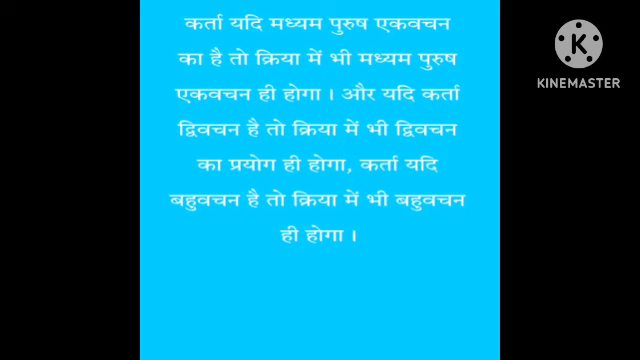 कर्ता यदि मध्यम पुरुष एकवचन
का है तो क्रिया में भी मध्यम पुरुष
एकवचन ही होगा । और यदि कर्ता
द्विवचन है तो क्रिया में भी द्विवचन
का प्रयोग ही होगा, कर्ता यदि
बहुवचन है तो क्रिया में भी बहुवचन
ही होगा ।
K
KINEMASTER